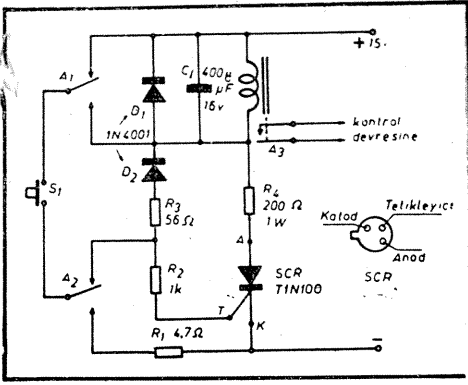 + 15.
A1
C1 400µ
µF
16v
D1
1N4001
D2
kontrol
devresine
A3
S1
R3
56Ω
R4
200 Ω
1W
Katod
Tetikleyici
Anod
SCR
A
A2
R2
1k
SCR
T1N100
T
K
R1 4.7Ω
−